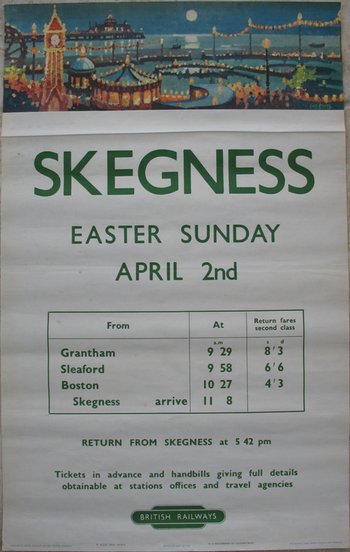 SKEGNESS
EASTER SUNDAY
APRIL 2nd
From At Return fares second class
a.m s d
Grantham 9 29 8'3
Sleaford 9 58 6'6
Boston 10 27 4'3
Skegness arrive 11 8
RETURN FROM SKEGNESS at 5 42 pm
Tickets in advance and handbills giving full details
obtainable at stations offices and travel agencies
BRITISH RAILWAYS